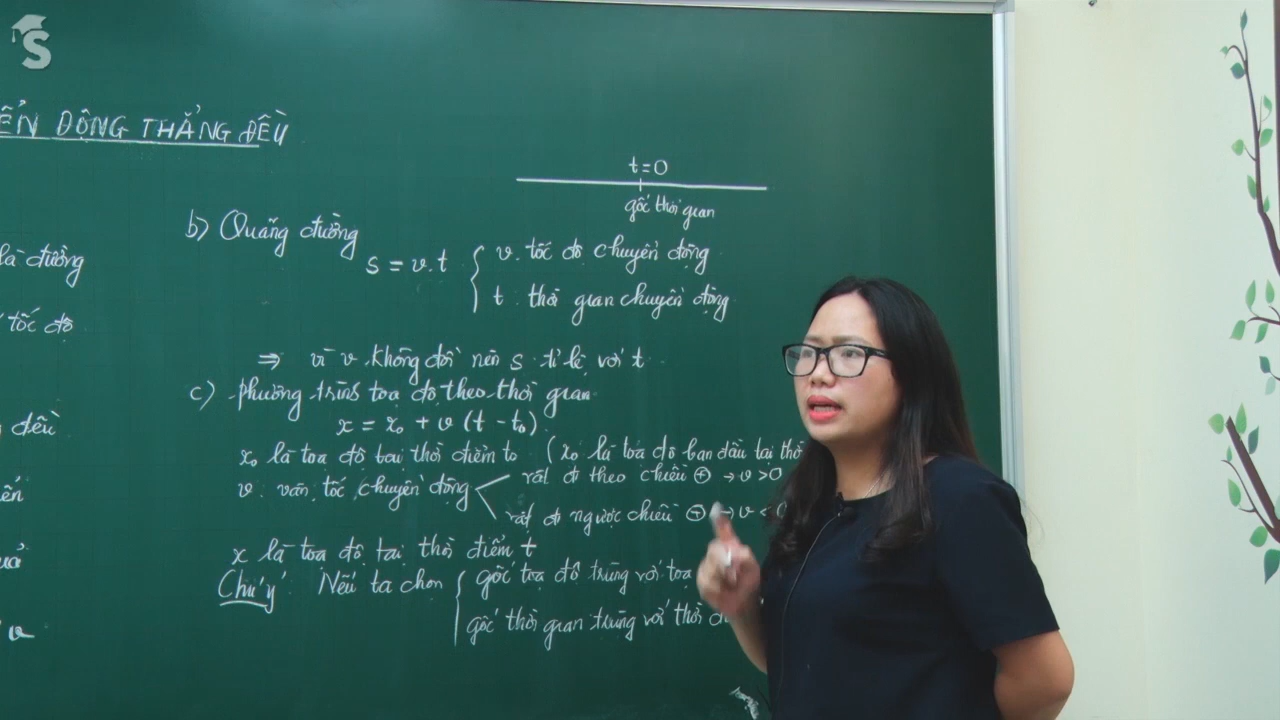 S
ỂN ĐỘNG THẲNG ĐỀU
t=0
gốc thời gian
b) Quãng đường
là đường
s = v.t { v. tốc độ chuyển động
t. thời gian chuyển động
tốc độ
⇒ vì v không đổi nên s tỉ lệ với t
c) phương trình toạ độ theo thời gian
x = x₀ + v (t - t₀)
đều
x₀ là toạ độ tại thời điểm t₀ (x₀ là toạ độ ban đầu tại thờ
v. vận tốc chuyển động < vật đi theo chiều ⊕ → v>0
ển
vật đi ngược chiều ⊕ → v <
x là toạ độ tại thời điểm t
Chú ý: Nếu ta chọn { gốc toạ độ trùng với toạ
gốc thời gian trùng với thời đ
v